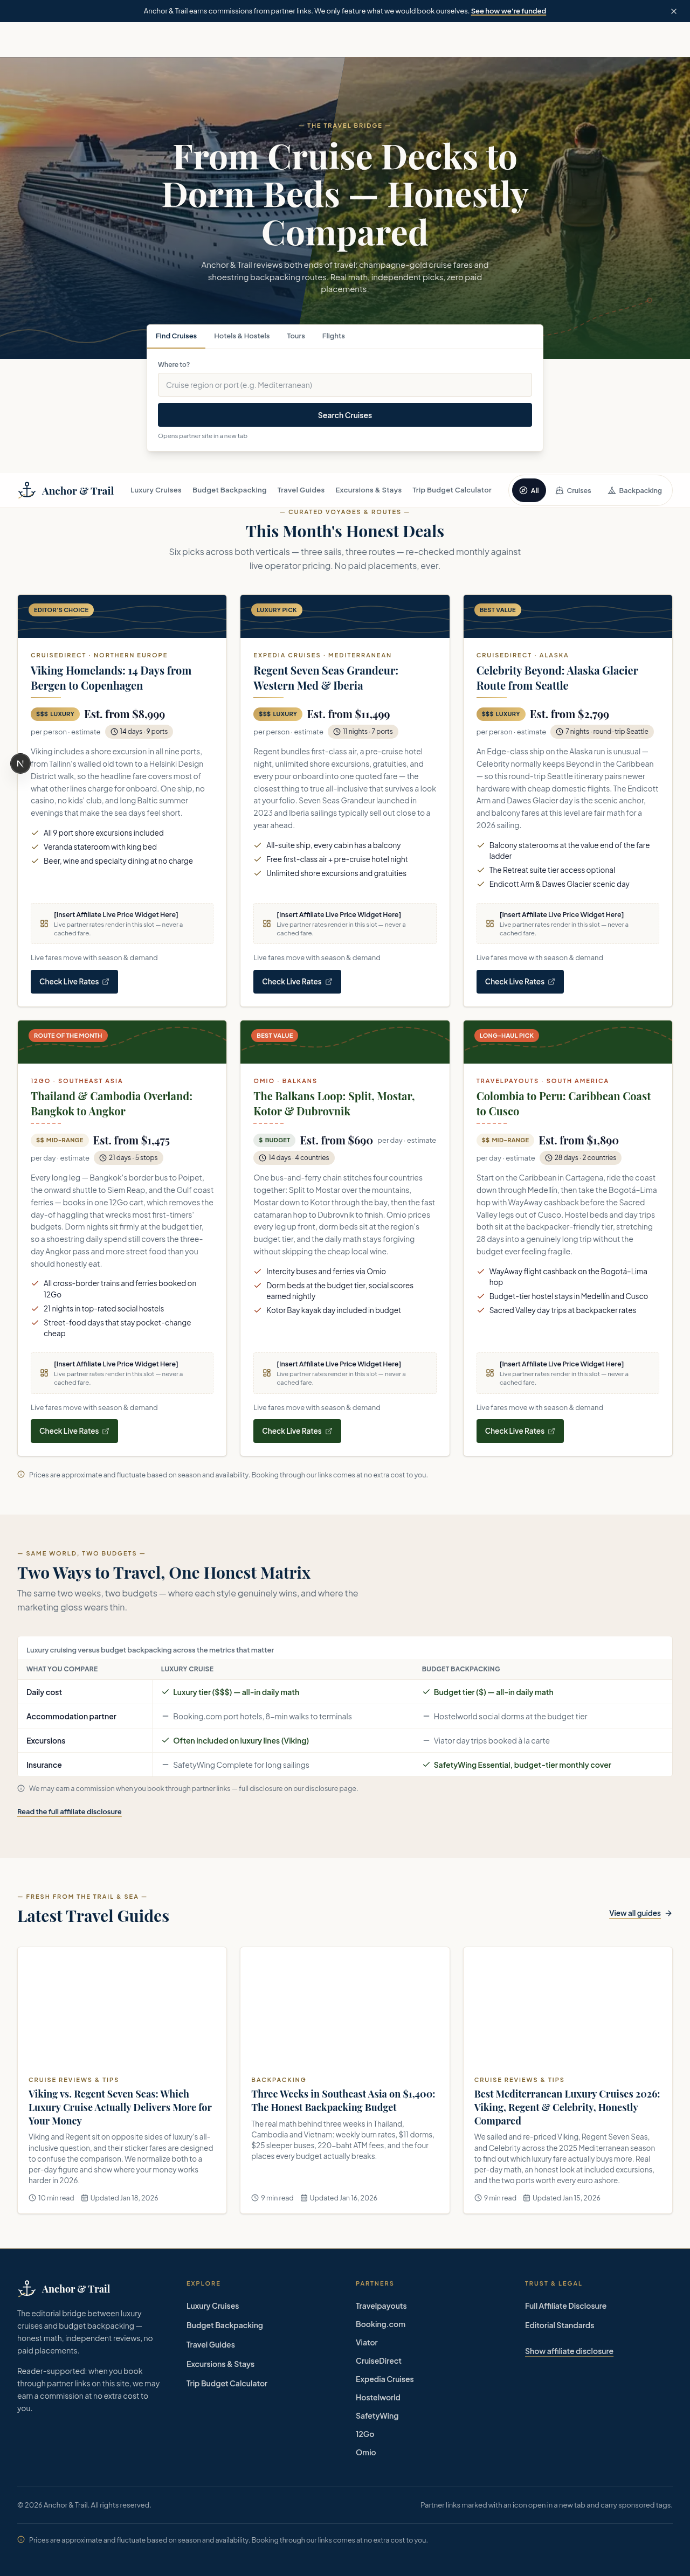 Anchor & Trail earns commissions from partner links. We only feature what we would book ourselves. See how we're funded
— THE TRAVEL BRIDGE —
From Cruise Decks to
Dorm Beds — Honestly
Compared
Anchor & Trail reviews both ends of travel: champagne-gold cruise fares and
shoestring backpacking routes. Real math, independent picks, zero paid
placements.
Find Cruises Hotels & Hostels Tours Flights
Where to?
Cruise region or port (e.g. Mediterranean)
Search Cruises
Opens partner site in a new tab
Anchor & Trail Luxury Cruises Budget Backpacking Travel Guides Excursions & Stays Trip Budget Calculator All Cruises Backpacking
— CURATED VOYAGES & ROUTES —
This Month's Honest Deals
Six picks across both verticals — three sails, three routes — re-checked monthly against
live operator pricing. No paid placements, ever.
EDITOR'S CHOICE
CRUISEDIRECT · NORTHERN EUROPE
Viking Homelands: 14 Days from
Bergen to Copenhagen
$$$ LUXURY Est. from $8,999
per person · estimate 14 days · 9 ports
Viking includes a shore excursion in all nine ports,
from Tallinn's walled old town to a Helsinki Design
District walk, so the headline fare covers most of
what other lines charge for onboard. One ship, no
casino, no kids' club, and long Baltic summer
evenings that make the sea days feel short.
All 9 port shore excursions included
Veranda stateroom with king bed
Beer, wine and specialty dining at no charge
[Insert Affiliate Live Price Widget Here]
Live partner rates render in this slot — never a
cached fare.
Live fares move with season & demand
Check Live Rates
LUXURY PICK
EXPEDIA CRUISES · MEDITERRANEAN
Regent Seven Seas Grandeur:
Western Med & Iberia
$$$ LUXURY Est. from $11,499
per person · estimate 11 nights · 7 ports
Regent bundles first-class air, a pre-cruise hotel
night, unlimited shore excursions, gratuities, and
every pour onboard into one quoted fare — the
closest thing to true all-inclusive that survives a look
at your folio. Seven Seas Grandeur launched in
2023 and Iberia sailings typically sell out close to a
year ahead.
All-suite ship, every cabin has a balcony
Free first-class air + pre-cruise hotel night
Unlimited shore excursions and gratuities
[Insert Affiliate Live Price Widget Here]
Live partner rates render in this slot — never a
cached fare.
Live fares move with season & demand
Check Live Rates
BEST VALUE
CRUISEDIRECT · ALASKA
Celebrity Beyond: Alaska Glacier
Route from Seattle
$$$ LUXURY Est. from $2,799
per person · estimate 7 nights · round-trip Seattle
An Edge-class ship on the Alaska run is unusual —
Celebrity normally keeps Beyond in the Caribbean
— so this round-trip Seattle itinerary pairs newer
hardware with cheap domestic fares. The Endicott
Arm and Dawes Glacier day is the scenic anchor,
and balcony fares at this level are fair math for a
2026 sailing.
Balcony staterooms at the value end of the fare
ladder
The Retreat suite tier access optional
Endicott Arm & Dawes Glacier scenic day
[Insert Affiliate Live Price Widget Here]
Live partner rates render in this slot — never a
cached fare.
Live fares move with season & demand
Check Live Rates
ROUTE OF THE MONTH
12GO · SOUTHEAST ASIA
Thailand & Cambodia Overland:
Bangkok to Angkor
$$ MID-RANGE Est. from $1,475
per day · estimate 21 days · 5 stops
Every long leg — Bangkok's border bus to Poipet,
the onward shuttle to Siem Reap, and the Gulf coast
ferries — books in one 12Go cart, which removes the
day-of haggling that wrecks most first-timers'
budgets. Dorm nights sit firmly at the budget tier,
so a shoestring daily spend still covers the three-
day Angkor pass and more street food than you
should honestly eat.
All cross-border trains and ferries booked on
12Go
21 nights in top-rated social hostels
Street-food days that stay pocket-change
cheap
[Insert Affiliate Live Price Widget Here]
Live partner rates render in this slot — never a
cached fare.
Live fares move with season & demand
Check Live Rates
BEST VALUE
OMIO · BALKANS
The Balkans Loop: Split, Mostar,
Kotor & Dubrovnik
$ BUDGET Est. from $690 per day · estimate
14 days · 4 countries
One bus-and-ferry chain stitches four countries
together: Split to Mostar over the mountains,
Mostar down to Kotor through the bay, then the fast
catamaran hop to Dubrovnik to finish. Omio prices
every leg up front, dorm beds sit at the region's
budget tier, and the daily math stays forgiving
without skipping the cheap local wine.
Intercity buses and ferries via Omio
Dorm beds at the budget tier, social scores
earned nightly
Kotor Bay kayak day included in budget
[Insert Affiliate Live Price Widget Here]
Live partner rates render in this slot — never a
cached fare.
Live fares move with season & demand
Check Live Rates
LONG-HAUL PICK
TRAVELPAYOUTS · SOUTH AMERICA
Colombia to Peru: Caribbean Coast
to Cusco
$$ MID-RANGE Est. from $1,890
per day · estimate 28 days · 2 countries
Start on the Caribbean in Cartagena, ride the coast
down through Medellín, then take the Bogotá–Lima
hop with WayAway cashback before the Sacred
Valley legs out of Cusco. Hostel beds and day trips
both sit at the backpacker-friendly tier, stretching
28 days into a genuinely long trip without the
budget ever feeling fragile.
WayAway flight cashback on the Bogotá–Lima
hop
Budget-tier hostel stays in Medellín and Cusco
Sacred Valley day trips at backpacker rates
[Insert Affiliate Live Price Widget Here]
Live partner rates render in this slot — never a
cached fare.
Live fares move with season & demand
Check Live Rates
Prices are approximate and fluctuate based on season and availability. Booking through our links comes at no extra cost to you.
— SAME WORLD, TWO BUDGETS —
Two Ways to Travel, One Honest Matrix
The same two weeks, two budgets — where each style genuinely wins, and where the
marketing gloss wears thin.
Luxury cruising versus budget backpacking across the metrics that matter
WHAT YOU COMPARE LUXURY CRUISE BUDGET BACKPACKING
Daily cost Luxury tier ($$$) — all-in daily math Budget tier ($) — all-in daily math
Accommodation partner Booking.com port hotels, 8-min walks to terminals Hostelworld social dorms at the budget tier
Excursions Often included on luxury lines (Viking) Viator day trips booked à la carte
Insurance SafetyWing Complete for long sailings SafetyWing Essential, budget-tier monthly cover
We may earn a commission when you book through partner links — full disclosure on our disclosure page.
Read the full affiliate disclosure
— FRESH FROM THE TRAIL & SEA —
Latest Travel Guides
View all guides
CRUISE REVIEWS & TIPS
Viking vs. Regent Seven Seas: Which
Luxury Cruise Actually Delivers More for
Your Money
Viking and Regent sit on opposite sides of luxury's all-
inclusive question, and their sticker fares are designed
to confuse the comparison. We normalize both to a
per-day figure and show where your money works
harder in 2026.
10 min read Updated Jan 18, 2026
BACKPACKING
Three Weeks in Southeast Asia on $1,400:
The Honest Backpacking Budget
The real math behind three weeks in Thailand,
Cambodia and Vietnam: weekly burn rates, $11 dorms,
$25 sleeper buses, 220-baht ATM fees, and the four
places every budget actually breaks.
9 min read Updated Jan 16, 2026
CRUISE REVIEWS & TIPS
Best Mediterranean Luxury Cruises 2026:
Viking, Regent & Celebrity, Honestly
Compared
We sailed and re-priced Viking, Regent Seven Seas,
and Celebrity across the 2025 Mediterranean season
to find out which luxury fare actually buys more. Real
per-day math, an honest look at included excursions,
and the two ports worth every euro ashore.
9 min read Updated Jan 15, 2026
Anchor & Trail
The editorial bridge between luxury
cruises and budget backpacking —
honest math, independent reviews, no
paid placements.
Reader-supported: when you book
through partner links on this site, we may
earn a commission at no extra cost to
you.
EXPLORE
Luxury Cruises
Budget Backpacking
Travel Guides
Excursions & Stays
Trip Budget Calculator
PARTNERS
Travelpayouts
Booking.com
Viator
CruiseDirect
Expedia Cruises
Hostelworld
SafetyWing
12Go
Omio
TRUST & LEGAL
Full Affiliate Disclosure
Editorial Standards
Show affiliate disclosure
© 2026 Anchor & Trail. All rights reserved.
Partner links marked with an icon open in a new tab and carry sponsored tags.
Prices are approximate and fluctuate based on season and availability. Booking through our links comes at no extra cost to you.